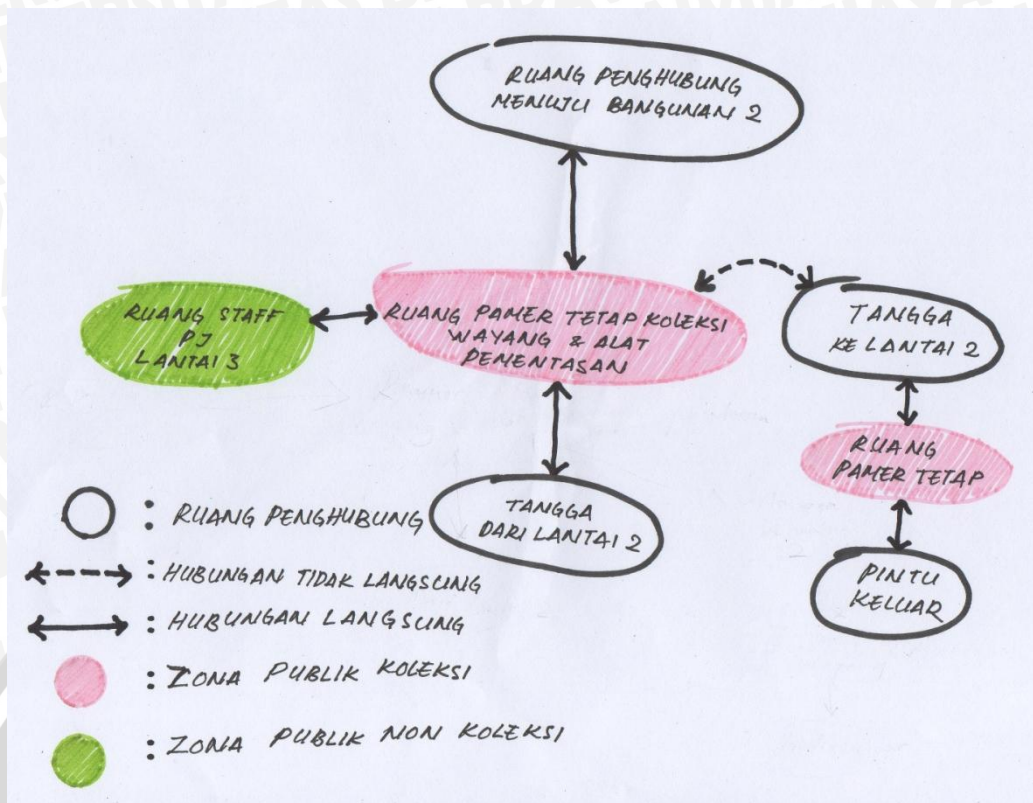 RUANG PENGHUBUNG
MENUJU BANGUNAN 2
RUANG STAFF
PJ
LANTAI 3
RUANG PAMER TETAP KOLEKSI
WAYANG & ALAT
PEMENTASAN
TANGGA
KE LANTAI 2
RUANG
PAMER TETAP
PINTU
KELUAR
TANGGA
DARI LANTAI 2
: RUANG PENGHUBUNG
: HUBUNGAN TIDAK LANGSUNG
: HUBUNGAN LANGSUNG
: ZONA PUBLIK KOLEKSI
: ZONA PUBLIK NON KOLEKSI